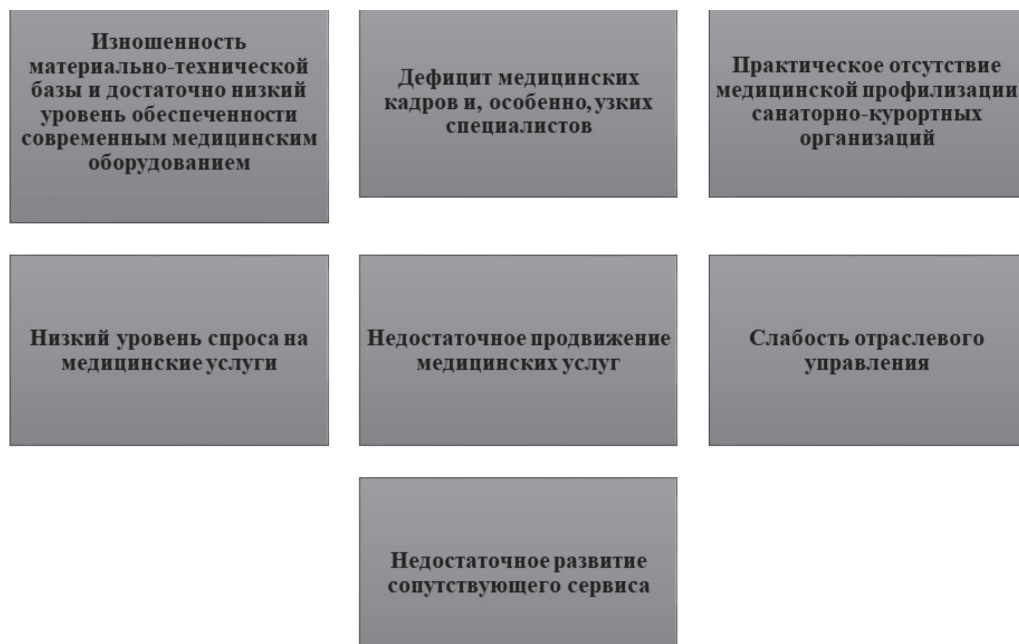 Изношенность
материально-технической
базы и достаточно низкий
уровень обеспеченности
современным медицинским
оборудованием
Дефицит медицинских
кадров и, особенно, узких
специалистов
Практическое отсутствие
медицинской профилизации
санаторно-курортных
организаций
Низкий уровень спроса на
медицинские услуги
Недостаточное продвижение
медицинских услуг
Слабость отраслевого
управления
Недостаточное развитие
сопутствующего сервиса